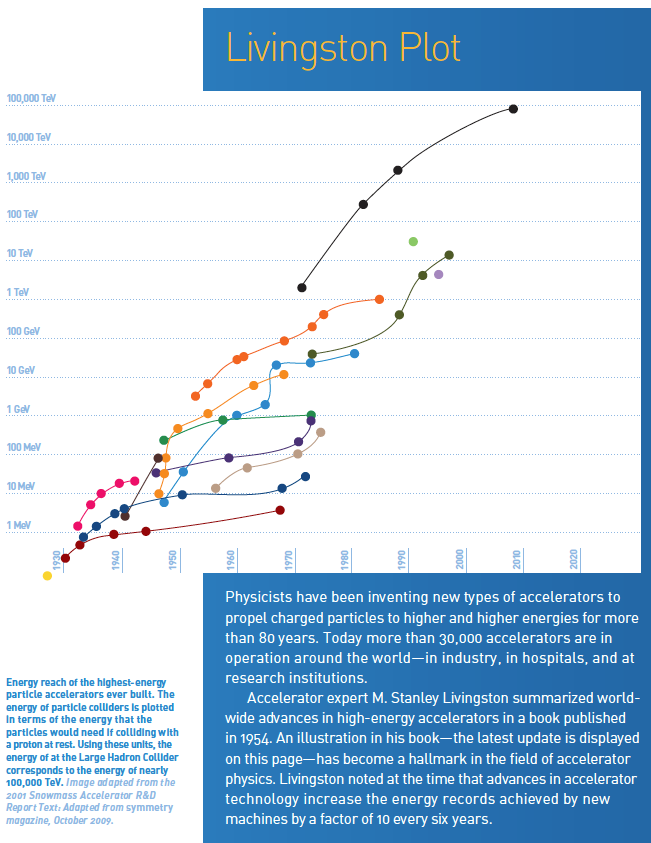 Livingston Plot
100,000 TeV
10,000 TeV
1,000 TeV
100 TeV
10 TeV
1 TeV
100 GeV
10 GeV
1 GeV
100 MeV
10 MeV
1 MeV
1930
1940
1950
1960
1970
1980
1990
2000
2010
2020
Physicists have been inventing new types of accelerators to
propel charged particles to higher and higher energies for more
than 80 years. Today more than 30,000 accelerators are in
operation around the world—in industry, in hospitals, and at
research institutions.
Accelerator expert M. Stanley Livingston summarized world-
wide advances in high-energy accelerators in a book published
in 1954. An illustration in his book—the latest update is displayed
on this page—has become a hallmark in the field of accelerator
physics. Livingston noted at the time that advances in accelerator
technology increase the energy records achieved by new
machines by a factor of 10 every six years.
Energy reach of the highest-energy
particle accelerators ever built. The
energy of particle colliders is plotted
in terms of the energy that the
particles would need if colliding with
a proton at rest. Using these units, the
energy of at the Large Hadron Collider
corresponds to the energy of nearly
100,000 TeV. Image adapted from the
2001 Snowmass Accelerator R&D
Report Text: Adapted from symmetry
magazine, October 2009.